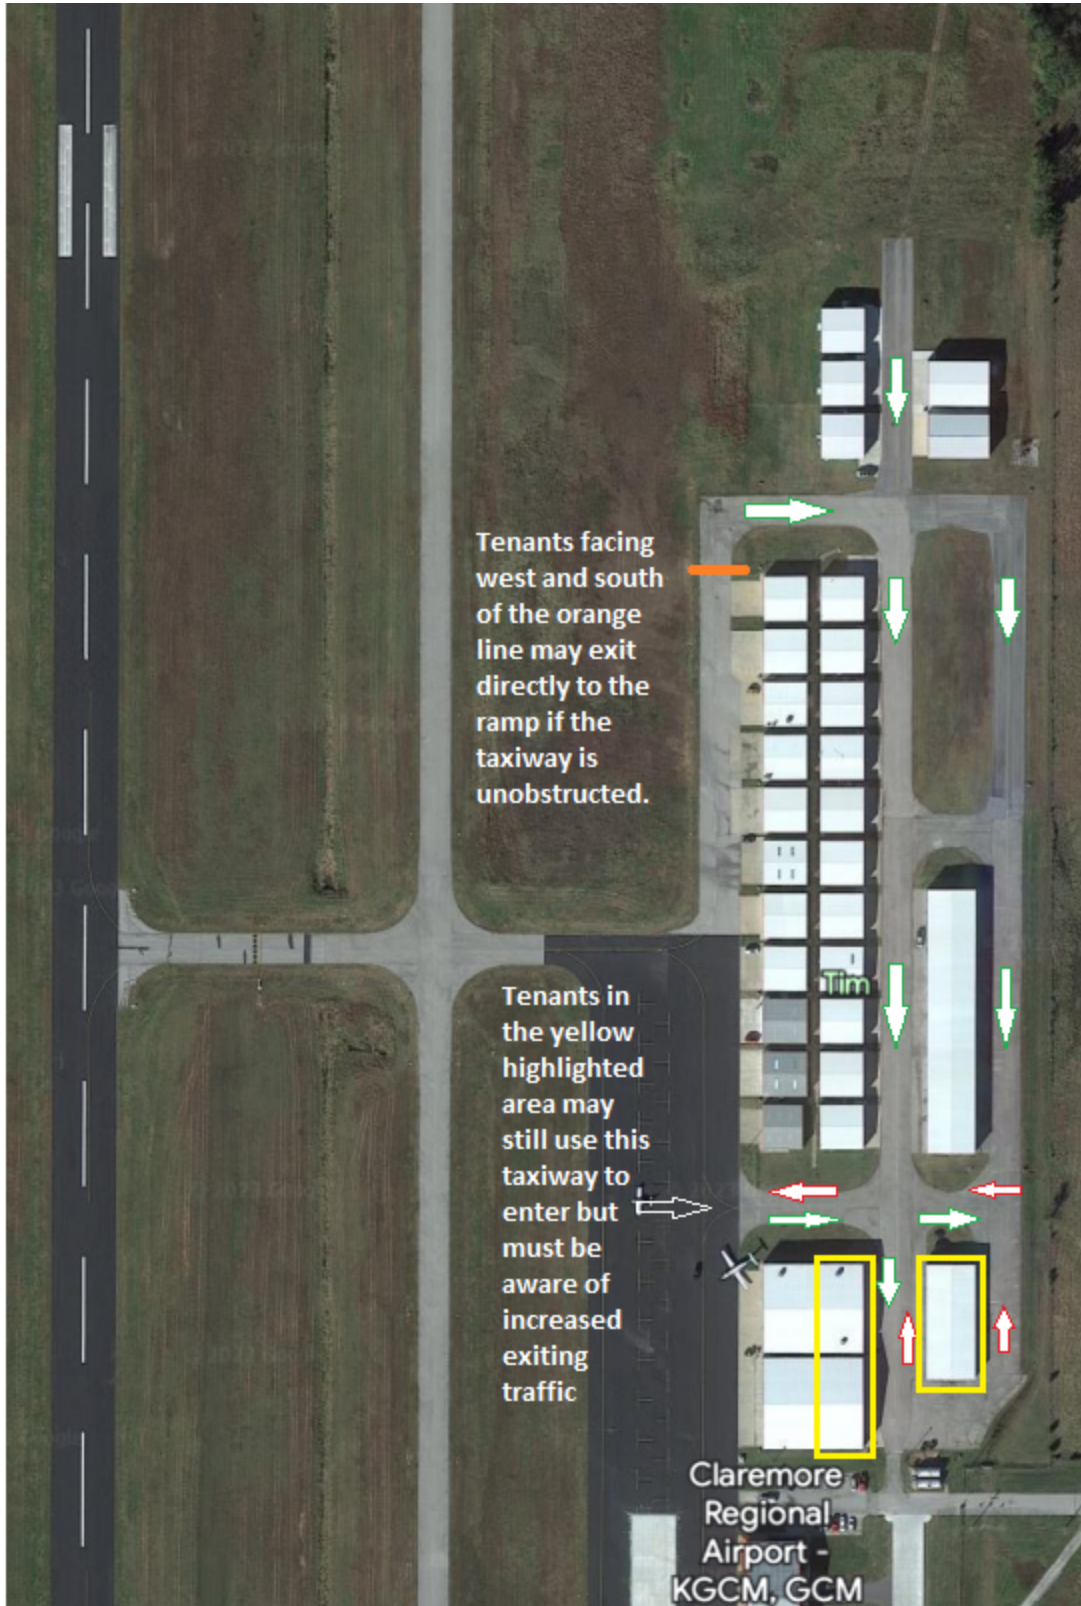 Tenants facing
west and south
of the orange
line may exit
directly to the
ramp if the
taxiway is
unobstructed.
Tim
Tenants in
the yellow
highlighted
area may
still use this
taxiway to
enter but
must be
aware of
increased
exiting
traffic
Claremore
Regional
Airport -
KGCM, GCM